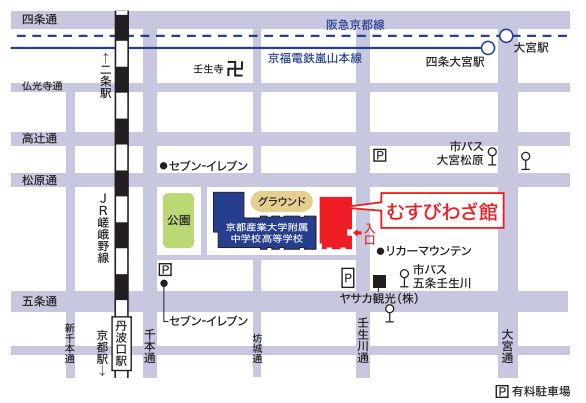 四条通
阪急京都線
大宮駅
京福電鉄嵐山本線
四条大宮駅
↑二条駅
壬生寺
卍
仏光寺通
高辻通
市バス
大宮松原
P
セブン-イレブン
松原通
JR嵯峨野線
公園
グラウンド
むすびわざ館
京都産業大学附属
中学校高等学校
入口
リカーマウンテン
P
P
市バス
五条壬生川
ヤサカ観光(株)
五条通
セブン-イレブン
新千本通
京都駅↓
丹波口駅
千本通
坊城通
壬生川通
大宮通
P 有料駐車場